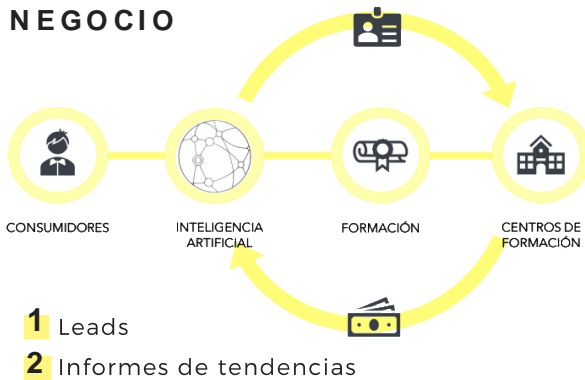 NEGOCIO
CONSUMIDORES
INTELIGENCIA
ARTIFICIAL
FORMACIÓN
CENTROS DE
FORMACIÓN
1 Leads
2 Informes de tendencias